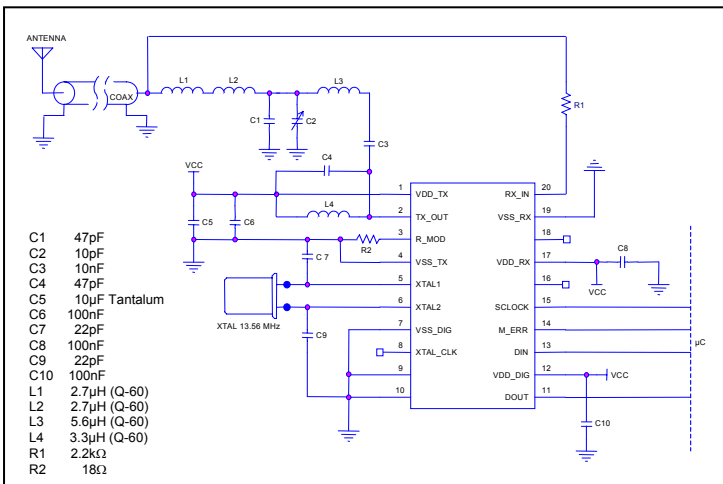 ANTENNA
COAX
L1
L2
L3
C1
C2
C3
R1
VCC
C4
L4
C5
C6
R2
C 7
C9
XTAL 13.56 MHz
1 VDD_TX
2 TX_OUT
3 R_MOD
4 VSS_TX
5 XTAL1
6 XTAL2
7 VSS_DIG
8 XTAL_CLK
9
10
RX_IN 20
VSS_RX 19
18
VDD_RX 17
16
SCLOCK 15
M_ERR 14
DIN 13
VDD_DIG 12
DOUT 11
C8
VCC
VCC
C10
µC
C1 47pF
C2 10pF
C3 10nF
C4 47pF
C5 10µF Tantalum
C6 100nF
C7 22pF
C8 100nF
C9 22pF
C10 100nF
L1 2.7µH (Q-60)
L2 2.7µH (Q-60)
L3 5.6µH (Q-60)
L4 3.3µH (Q-60)
R1 2.2kΩ
R2 18Ω